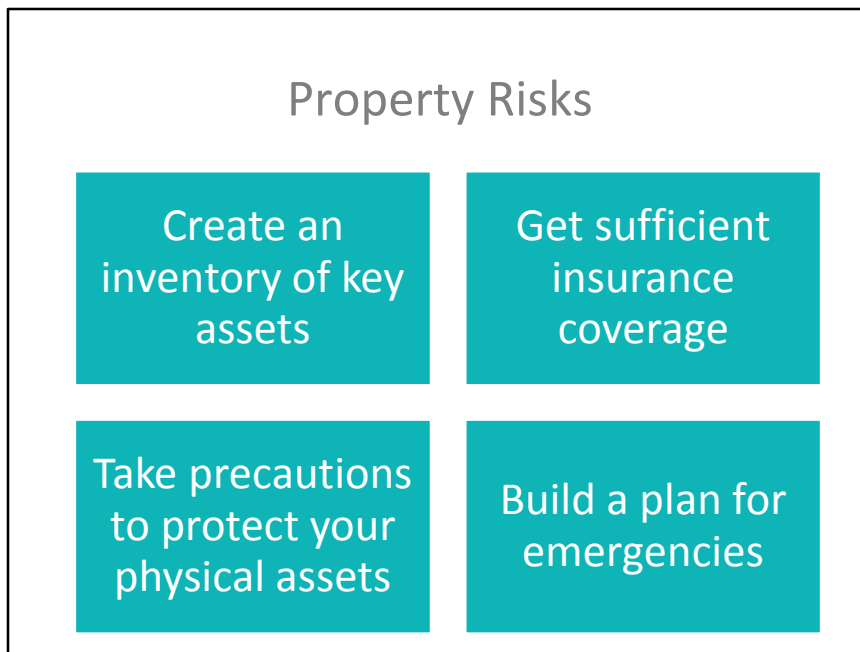 Property Risks
Create an
inventory of key
assets
Get sufficient
insurance
coverage
Take precautions
to protect your
physical assets
Build a plan for
emergencies